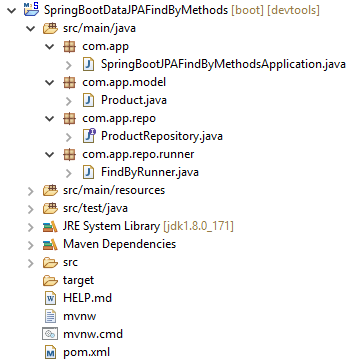 SpringBootDataJPAFindByMethods [boot] [devtools]
src/main/java
com.app
SpringBootJPAFindByMethodsApplication.java
com.app.model
Product.java
com.app.repo
ProductRepository.java
com.app.repo.runner
FindByRunner.java
src/main/resources
src/test/java
JRE System Library [jdk1.8.0_171]
Maven Dependencies
src
target
HELP.md
mvnw
mvnw.cmd
pom.xml